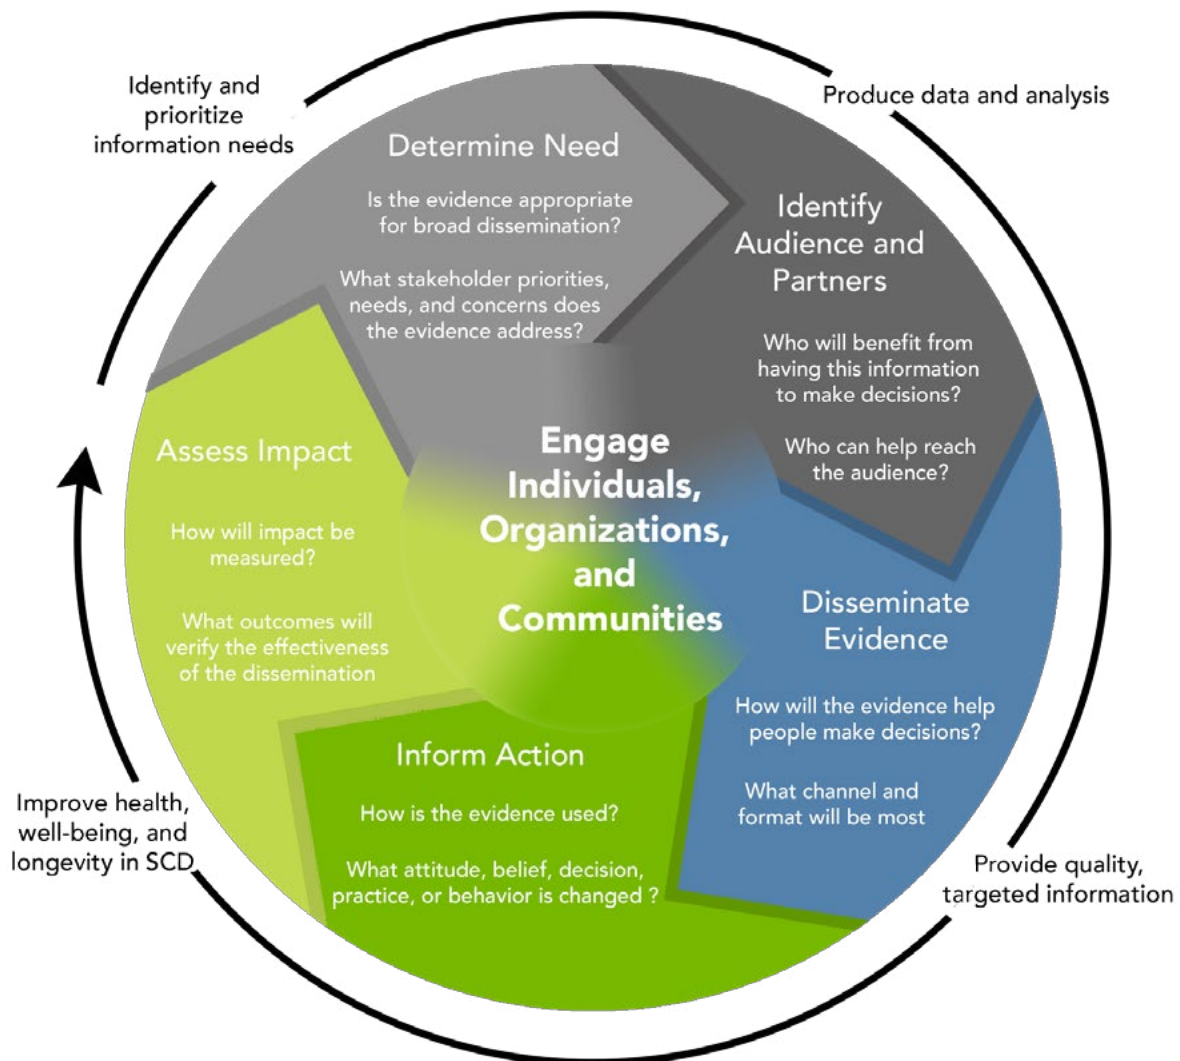 Identify and
prioritize
information needs
Produce data and analysis
Determine Need
Is the evidence appropriate
for broad dissemination?
What stakeholder priorities,
needs, and concerns does
the evidence address?
Identify
Audience and
Partners
Who will benefit from
having this information
to make decisions?
Who can help reach
the audience?
Engage
Individuals,
Organizations,
and
Communities
Disseminate
Evidence
How will the evidence help
people make decisions?
What channel and
format will be most
Provide quality,
targeted information
Inform Action
How is the evidence used?
What attitude, belief, decision,
practice, or behavior is changed ?
Improve health,
well-being, and
longevity in SCD
Assess Impact
How will impact be
measured?
What outcomes will
verify the effectiveness
of the dissemination